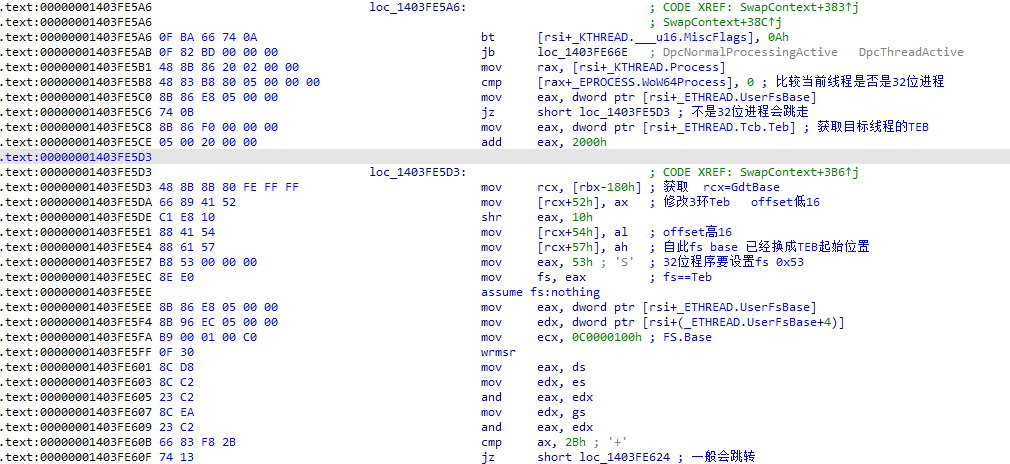 .text:00000001403FE5A6                               loc_1403FE5A6:                          ; CODE XREF: SwapContext+383↑j
.text:00000001403FE5A6                                                                       ; SwapContext+38C↑j
.text:00000001403FE5A6 0F BA 66 74 0A                bt      [rsi+_KTHREAD.___u16.MiscFlags], 0Ah
.text:00000001403FE5AB 0F 82 BD 00 00 00             jb      loc_1403FE66E   ; DpcNormalProcessingActive   DpcThreadActive
.text:00000001403FE5B1 48 8B 86 20 02 00 00          mov     rax, [rsi+_KTHREAD.Process]
.text:00000001403FE5B8 48 83 B8 80 05 00 00 00       cmp     [rax+_EPROCESS.WoW64Process], 0 ; 比较当前线程是否是32位进程
.text:00000001403FE5C0 8B 86 E8 05 00 00             mov     eax, dword ptr [rsi+_ETHREAD.UserFsBase]
.text:00000001403FE5C6 74 0B                         jz      short loc_1403FE5D3 ; 不是32位进程会跳走
.text:00000001403FE5C8 8B 86 F0 00 00 00             mov     eax, dword ptr [rsi+_ETHREAD.Tcb.Teb] ; 获取目标线程的TEB
.text:00000001403FE5CE 05 00 20 00 00                add     eax, 2000h
.text:00000001403FE5D3
.text:00000001403FE5D3                               loc_1403FE5D3:                          ; CODE XREF: SwapContext+3B6↑j
.text:00000001403FE5D3 48 8B 8B 80 FE FF FF          mov     rcx, [rbx-180h] ; 获取  rcx=GdtBase
.text:00000001403FE5DA 66 89 41 52                   mov     [rcx+52h], ax   ; 修改3环Teb   offset低16
.text:00000001403FE5DE C1 E8 10                      shr     eax, 10h
.text:00000001403FE5E1 88 41 54                      mov     [rcx+54h], al   ; offset高16
.text:00000001403FE5E4 88 61 57                      mov     [rcx+57h], ah   ; 自此fs base 已经换成TEB起始位置
.text:00000001403FE5E7 B8 53 00 00 00                mov     eax, 53h ; 'S'  ; 32位程序要设置fs 0x53
.text:00000001403FE5EC 8E E0                         mov     fs, eax         ; fs==Teb
.text:00000001403FE5EE                               assume fs:nothing
.text:00000001403FE5EE 8B 86 E8 05 00 00             mov     eax, dword ptr [rsi+_ETHREAD.UserFsBase]
.text:00000001403FE5F4 8B 96 EC 05 00 00             mov     edx, dword ptr [rsi+(_ETHREAD.UserFsBase+4)]
.text:00000001403FE5FA B9 00 01 00 C0                mov     ecx, 0C0000100h ; FS.Base
.text:00000001403FE5FF 0F 30                         wrmsr
.text:00000001403FE601 8C D8                         mov     eax, ds
.text:00000001403FE603 8C C2                         mov     edx, es
.text:00000001403FE605 23 C2                         and     eax, edx
.text:00000001403FE607 8C EA                         mov     edx, gs
.text:00000001403FE609 23 C2                         and     eax, edx
.text:00000001403FE60B 66 83 F8 2B                   cmp     ax, 2Bh ; '+'
.text:00000001403FE60F 74 13                         jz      short loc_1403FE624 ; 一般会跳转